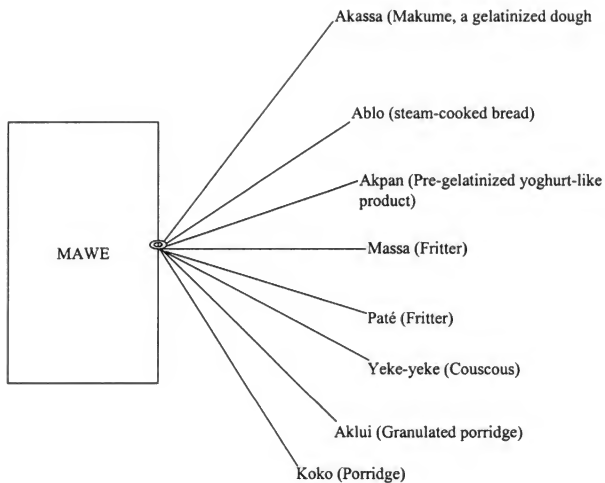 Akassa (Makume, a gelatinized dough
Ablo (steam-cooked bread)
Akpan (Pre-gelatinized yoghurt-like
product)
MAWE
Massa (Fritter)
Paté (Fritter)
Yeke-yeke (Couscous)
Aklui (Granulated porridge)
Koko (Porridge)